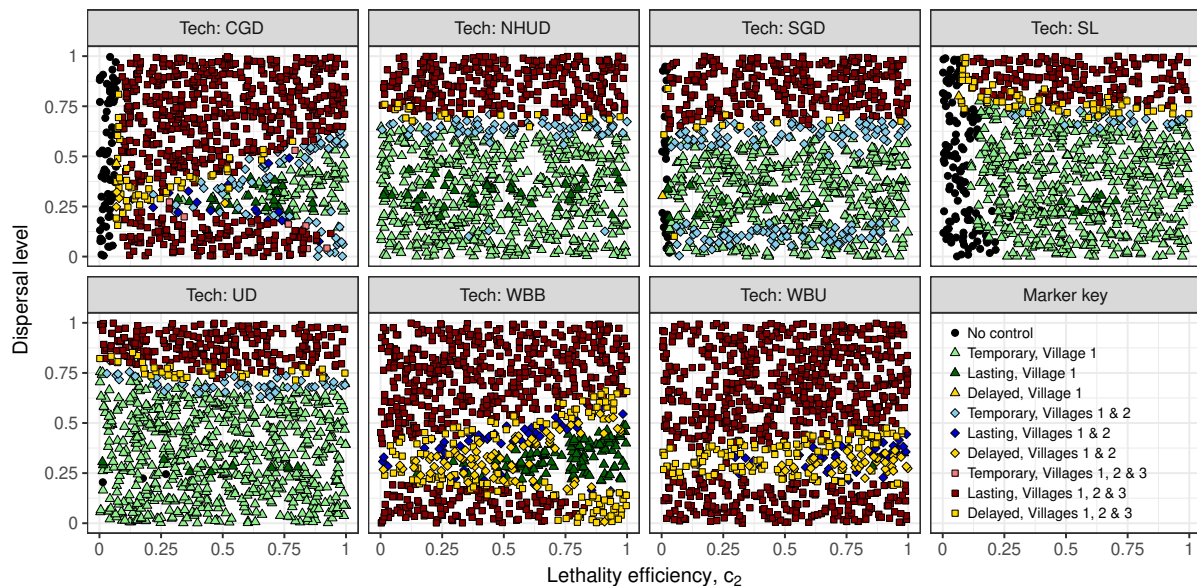 Tech: CGD
Tech: NHUD
Tech: SGD
Tech: SL
1
0.75
0.5
0.25
0
Tech: UD
Tech: WBB
Tech: WBU
Marker key
1
0.75
0.5
0.25
0
No control
Temporary, Village 1
Lasting, Village 1
Delayed, Village 1
Temporary, Villages 1 & 2
Lasting, Villages 1 & 2
Delayed, Villages 1 & 2
Temporary, Villages 1, 2 & 3
Lasting, Villages 1, 2 & 3
Delayed, Villages 1, 2 & 3
0 0.25 0.5 0.75 1
0 0.25 0.5 0.75 1
0 0.25 0.5 0.75 1
0 0.25 0.5 0.75 1
Dispersal level
Lethality efficiency, c₂